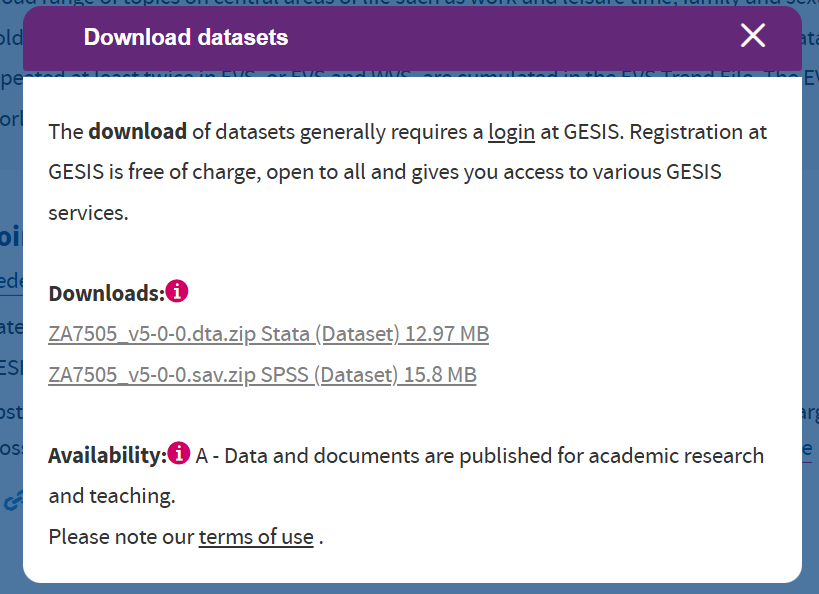 Download datasets
The download of datasets generally requires a login at GESIS. Registration at
GESIS is free of charge, open to all and gives you access to various GESIS
services.
Downloads:
ZA7505_v5-0-0.dta.zip Stata (Dataset) 12.97 MB
ZA7505_v5-0-0.sav.zip SPSS (Dataset) 15.8 MB
Availability: A - Data and documents are published for academic research
and teaching.
Please note our terms of use .